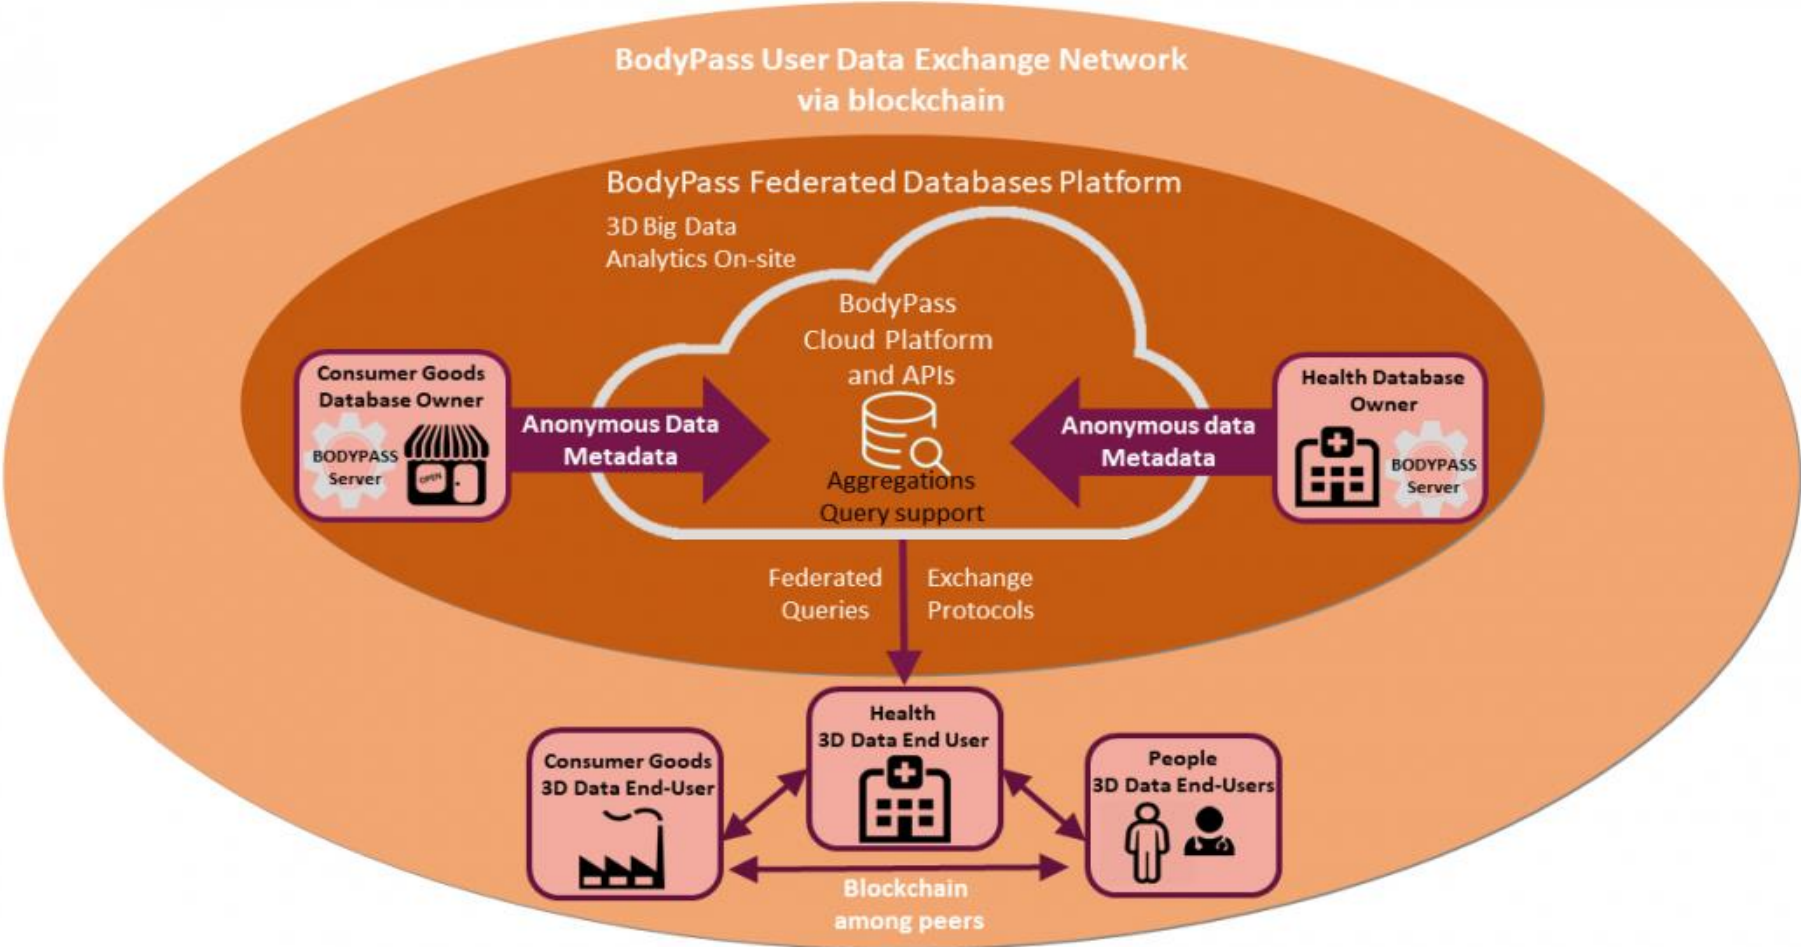 BodyPass User Data Exchange Network
via blockchain
BodyPass Federated Databases Platform
3D Big Data
Analytics On-site
BodyPass
Cloud Platform
and APIs
Aggregations
Query support
Consumer Goods
Database Owner
BODYPASS
Server
OPEN
Anonymous Data
Metadata
Anonymous data
Metadata
Health Database
Owner
BODYPASS
Server
Federated
Queries
Exchange
Protocols
Health
3D Data End User
Consumer Goods
3D Data End-User
People
3D Data End-Users
Blockchain
among peers